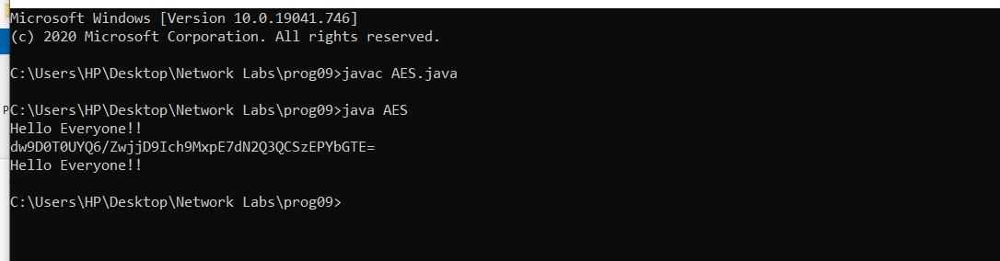 Microsoft Windows [Version 10.0.19041.746]
(c) 2020 Microsoft Corporation. All rights reserved.
C:\Users\HP\Desktop\Network Labs\prog09>javac AES.java
C:\Users\HP\Desktop\Network Labs\prog09>java AES
Hello Everyone!!
dw9D0T0UYQ6/ZwjjD9Ich9MxpE7dN2Q3QCSzEPYbGTE=
Hello Everyone!!
C:\Users\HP\Desktop\Network Labs\prog09>